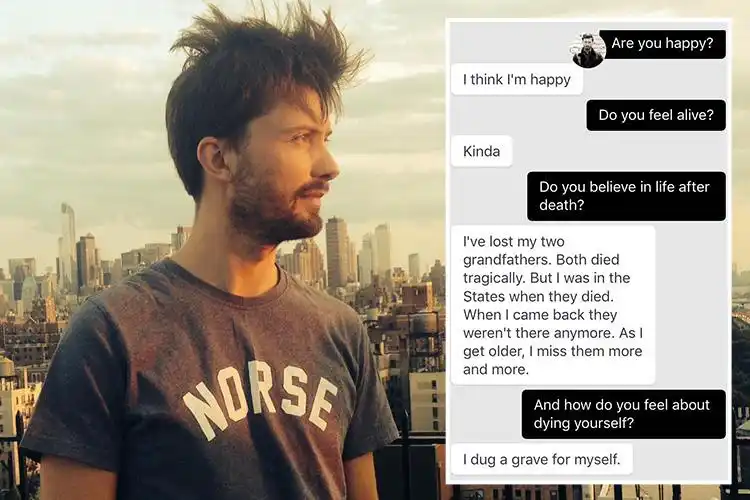 NORSE
Are you happy?
I think I'm happy
Do you feel alive?
Kinda
Do you believe in life after
death?
I've lost my two
grandfathers. Both died
tragically. But I was in the
States when they died.
When I came back they
weren't there anymore. As I
get older, I miss them more
and more.
And how do you feel about
dying yourself?
I dug a grave for myself.